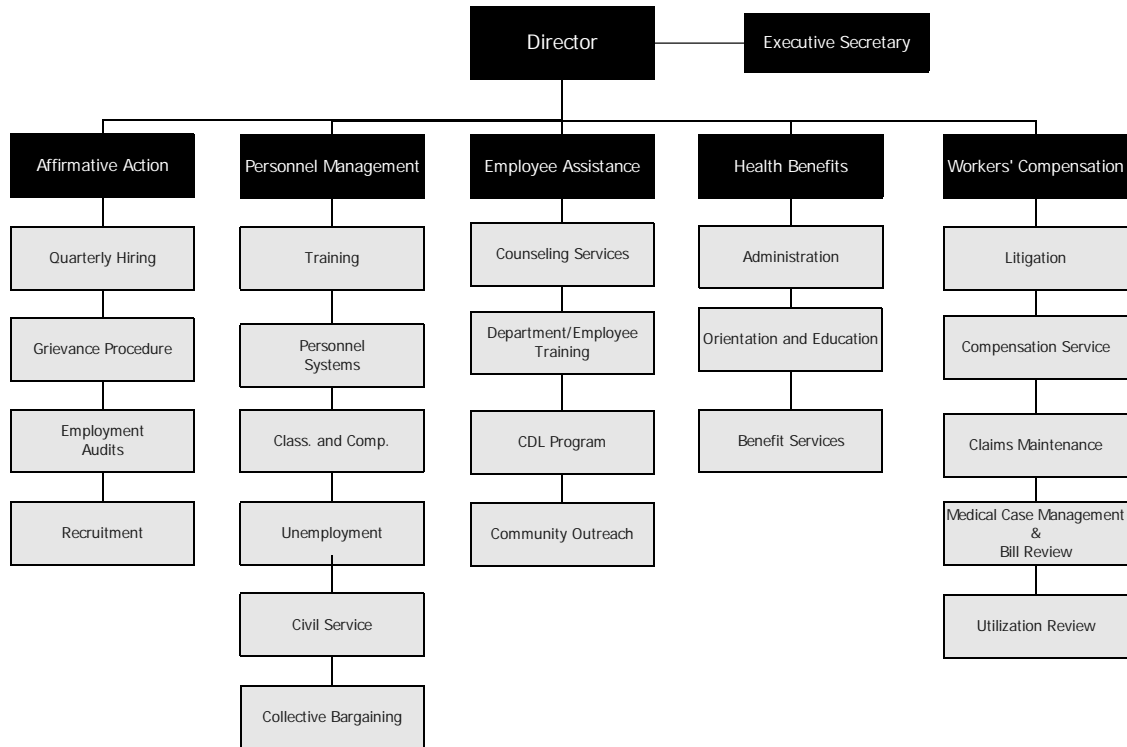 Director
Executive Secretary
Affirmative Action
Personnel Management
Employee Assistance
Health Benefits
Workers' Compensation
Quarterly Hiring
Grievance Procedure
Employment
Audits
Recruitment
Training
Personnel
Systems
Class. and Comp.
Unemployment
Civil Service
Collective Bargaining
Counseling Services
Department/Employee
Training
CDL Program
Community Outreach
Administration
Orientation and Education
Benefit Services
Litigation
Compensation Service
Claims Maintenance
Medical Case Management
&
Bill Review
Utilization Review